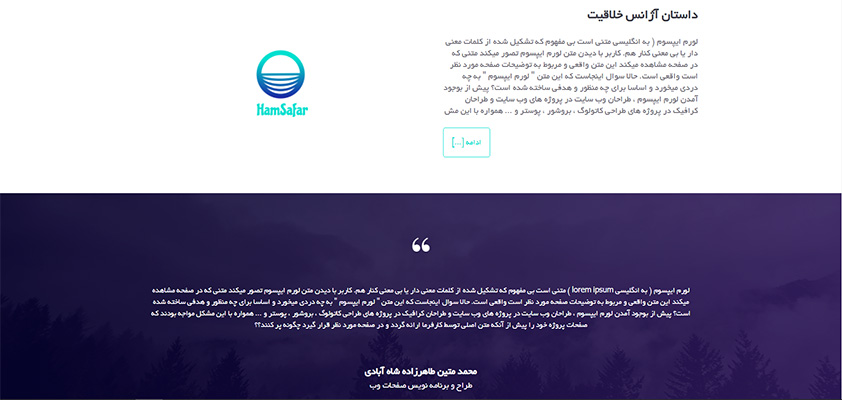 داستان آژانس خلاقیت
لورم ایپسوم ( به انگلیسی متنی است بی مفهوم که تشکیل شده از کلمات معنی
دار یا بی معنی کنار هم. کاربر با دیدن متن لورم ایپسوم تصور میکند متنی که
در صفحه مشاهده میکند این متن واقعی و مربوط به توضیحات صفحه مورد نظر
است واقعی است. حالا سوال اینجاست که این متن " لورم ایپسوم " به چه
دردی میخورد و اساسا برای چه منظور و هدفی ساخته شده است؟ پیش از بوجود
آمدن لورم ایپسوم ، طراحان وب سایت در پروژه های وب سایت و طراحان
گرافیک در پروژه های طراحی کاتولوگ ، بروشور ، پوستر و ... همواره با این مش
ادامه [...]
HamSafar
“
لورم ایپسوم ( به انگلیسی lorem ipsum ) متنی است بی مفهوم که تشکیل شده از کلمات معنی دار یا بی معنی کنار هم. کاربر با دیدن متن لورم ایپسوم تصور میکند متنی که در صفحه مشاهده
میکند این متن واقعی و مربوط به توضیحات صفحه مورد نظر است واقعی است. حالا سوال اینجاست که این متن " لورم ایپسوم " به چه دردی میخورد و اساسا برای چه منظور و هدفی ساخته شده
است؟ پیش از بوجود آمدن لورم ایپسوم ، طراحان وب سایت در پروژه های وب سایت و طراحان گرافیک در پروژه های طراحی کاتولوگ ، بروشور ، پوستر و ... همواره با این مشکل مواجه بودند که
صفحات پروژه خود را پیش از آنکه متن اصلی توسط کارفرما ارائه گردد و در صفحه مورد نظر قرار گیرد چگونه پر کنند؟؟
محمد متین طاهرزاده شاه آبادی
طراح و برنامه نویس صفحات وب